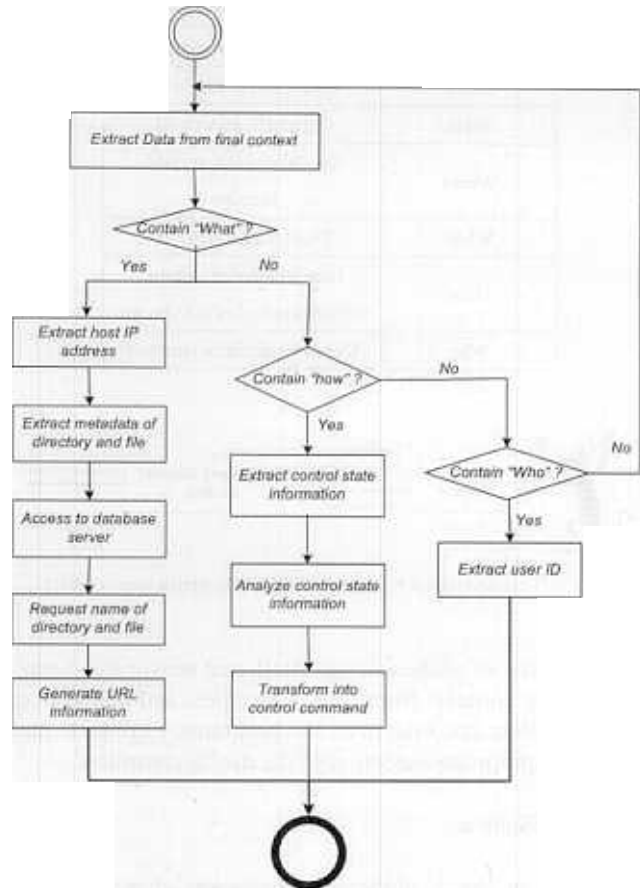 Extract Data from final context
Contain "What" ?
Yes
No
Extract host IP
address
Contain "how" ?
No
Extract metadata of
directory and file
Yes
Contain "Who" ?
No
Extract control state
information
Access to database
server
Yes
Extract user ID
Request name of
directory and file
Analyze control state
information
Generate URL
information
Transform into
control command